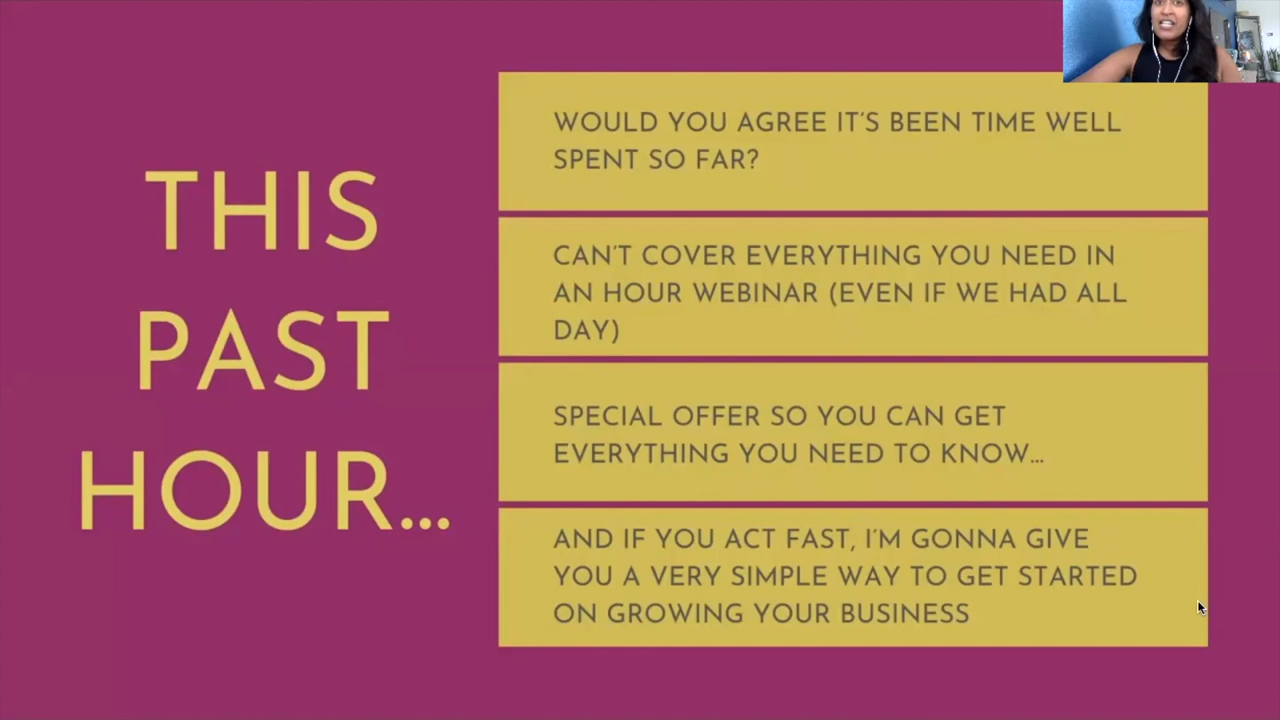 THIS
PAST
HOUR...
WOULD YOU AGREE IT'S BEEN TIME WELL
SPENT SO FAR?
CAN'T COVER EVERYTHING YOU NEED IN
AN HOUR WEBINAR (EVEN IF WE HAD ALL
DAY)
SPECIAL OFFER SO YOU CAN GET
EVERYTHING YOU NEED TO KNOW...
AND IF YOU ACT FAST, I'M GONNA GIVE
YOU A VERY SIMPLE WAY TO GET STARTED
ON GROWING YOUR BUSINESS